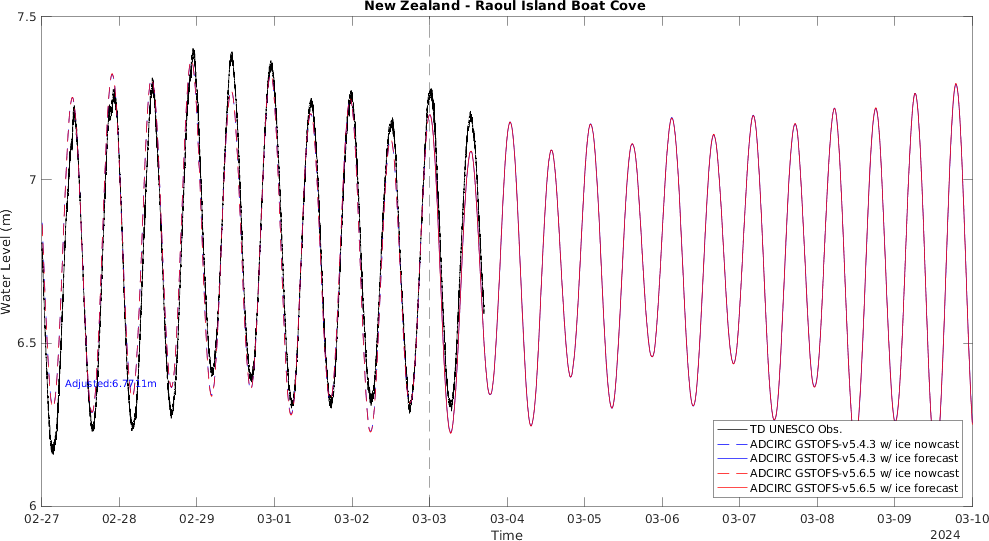 New Zealand - Raoul Island Boat Cove
7.5
7
6.5
6
Water Level (m)
Adjusted:6.7711m
TD UNESCO Obs.
ADCIRC GSTOFS-v5.4.3 w/ ice nowcast
ADCIRC GSTOFS-v5.4.3 w/ ice forecast
ADCIRC GSTOFS-v5.6.5 w/ ice nowcast
ADCIRC GSTOFS-v5.6.5 w/ ice forecast
02-27 02-28 02-29 03-01 03-02 03-03 03-04 03-05 03-06 03-07 03-08 03-09 03-10
Time
2024